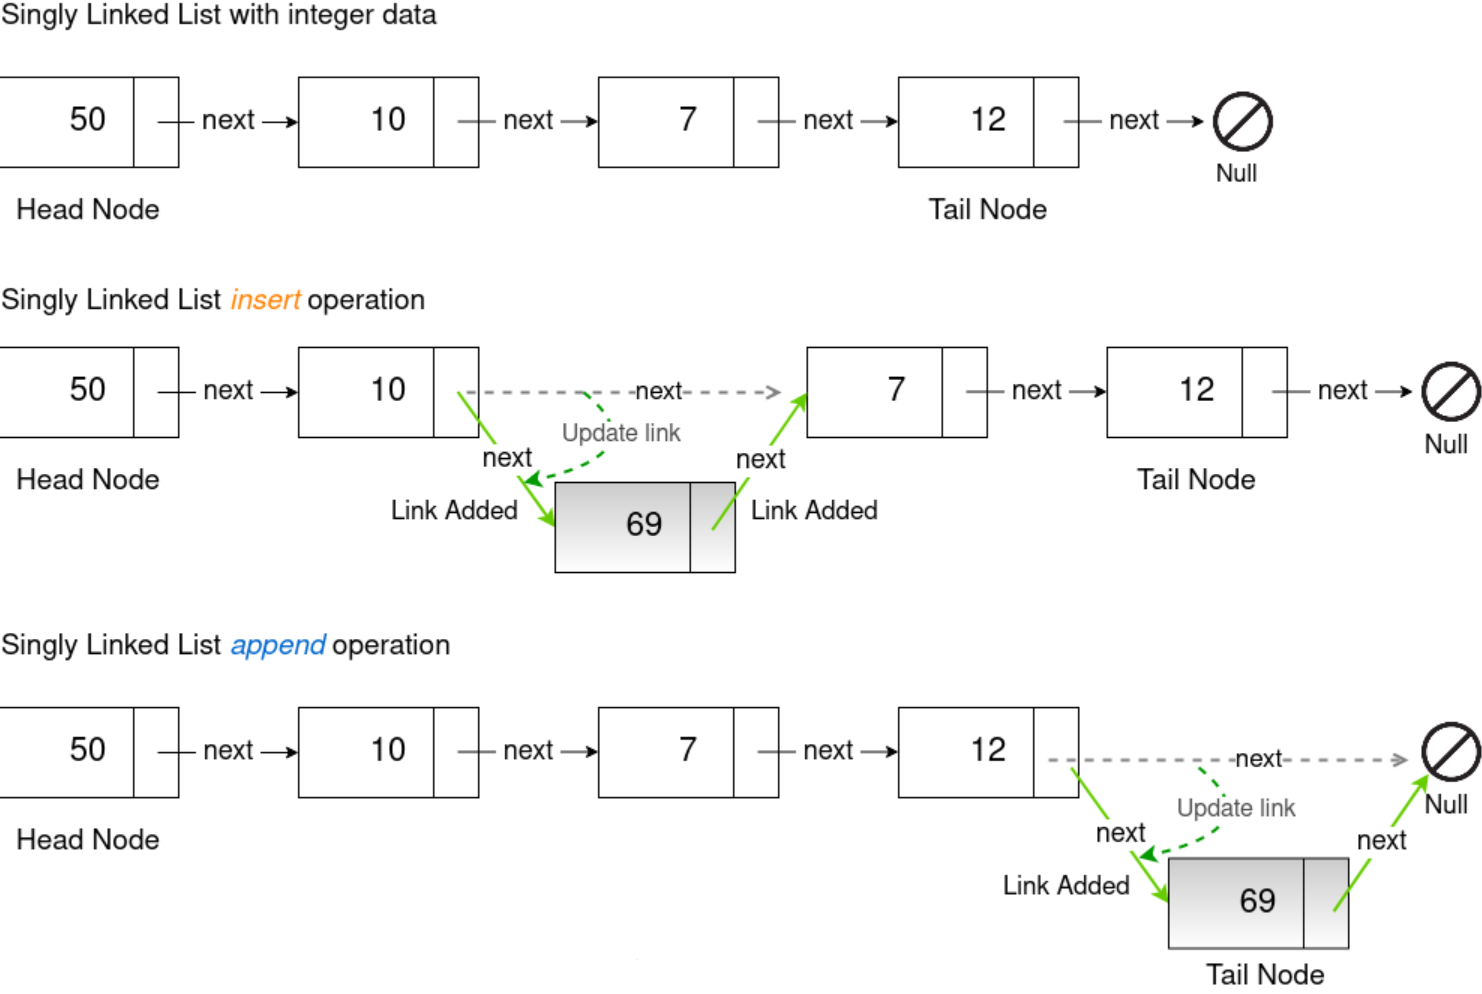 Singly Linked List with integer data
50 next 10 next 7 next 12 next
Null
Head Node Tail Node
Singly Linked List insert operation
50 next 10 next 7 next 12 next
Update link
Null
next next
Head Node Tail Node
Link Added 69 Link Added
Singly Linked List append operation
50 next 10 next 7 next 12 next
Update link Null
next next
Head Node
Link Added 69
Tail Node